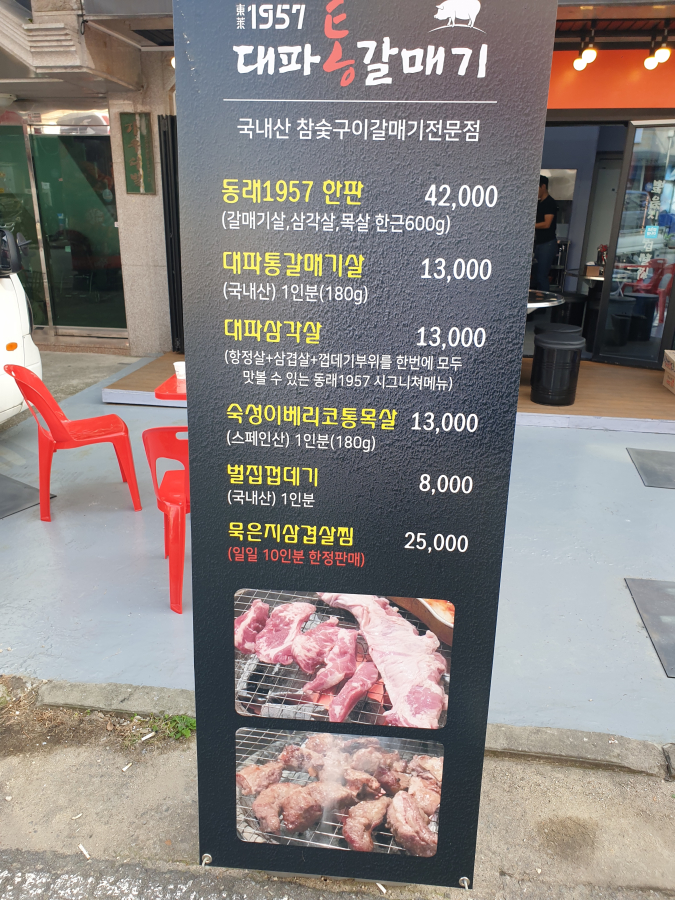 東萊 1957
대파통갈매기
국내산 참숯구이갈매기전문점
동래1957 한판 42,000
(갈매기살,삼각살,목살 한근600g)
대파통갈매기살 13,000
(국내산) 1인분(180g)
대파삼각살 13,000
(항정살+삼겹살+껍데기부위를 한번에 모두
맛볼 수 있는 동래1957 시그니쳐메뉴)
숙성이베리코통목살 13,000
(스페인산) 1인분(180g)
벌집껍데기 8,000
(국내산) 1인분
묵은지삼겹살찜 25,000
(일일 10인분 한정판매)